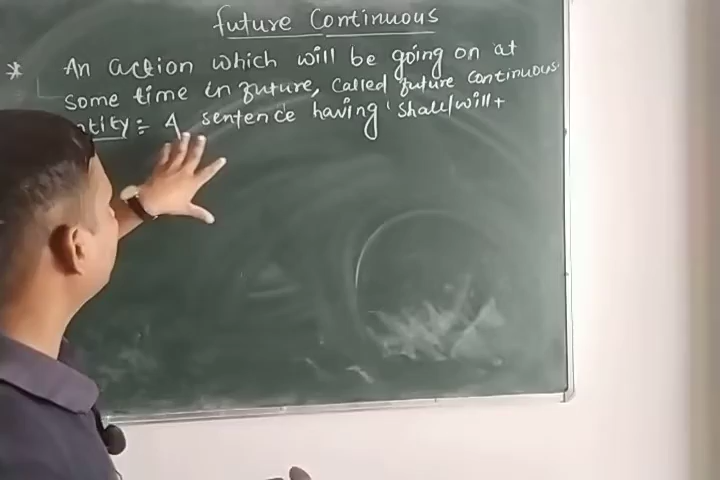 Future Continuous
* An action which will be going on at
some time in future, called future continuous.
tity := A sentence having 'shall/will +